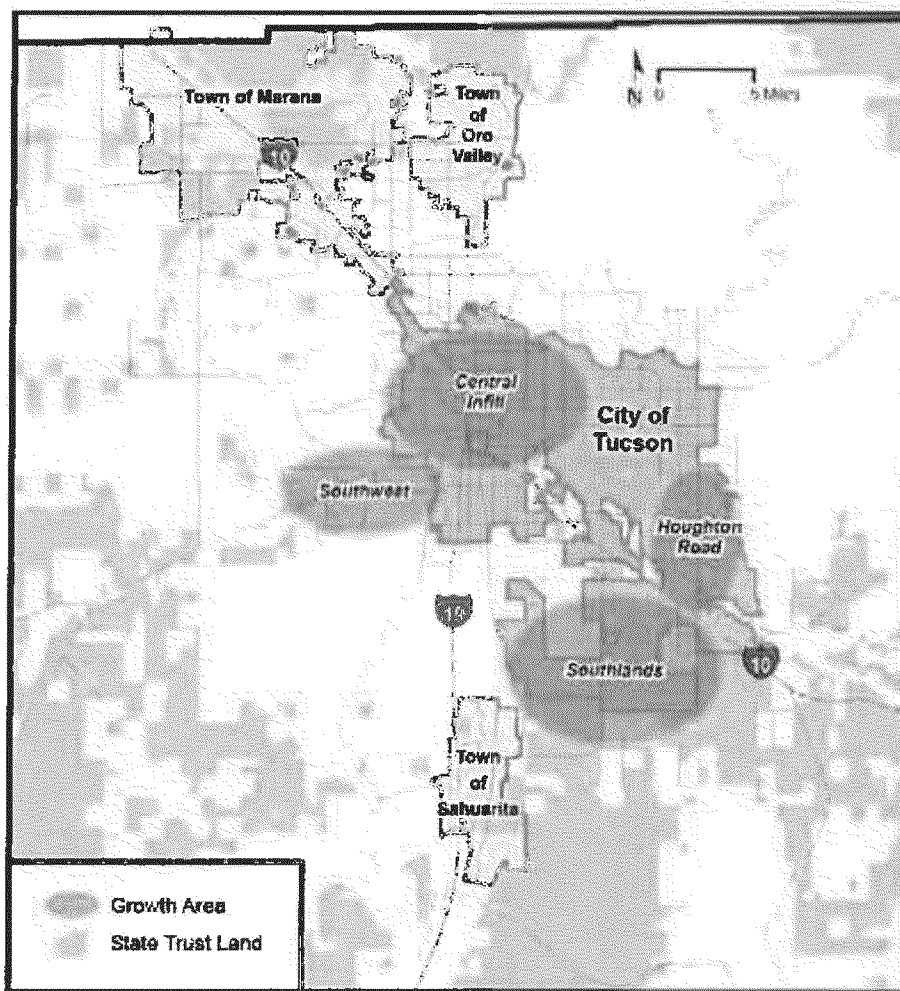 Town of Marana
Town
of
Oro
Valley
N 0 5 Miles
10
Central
Infill
City of
Tucson
Southwest
Houghton
Road
19
Southlands
10
Town
of
Sahuarita
Growth Area
State Trust Land